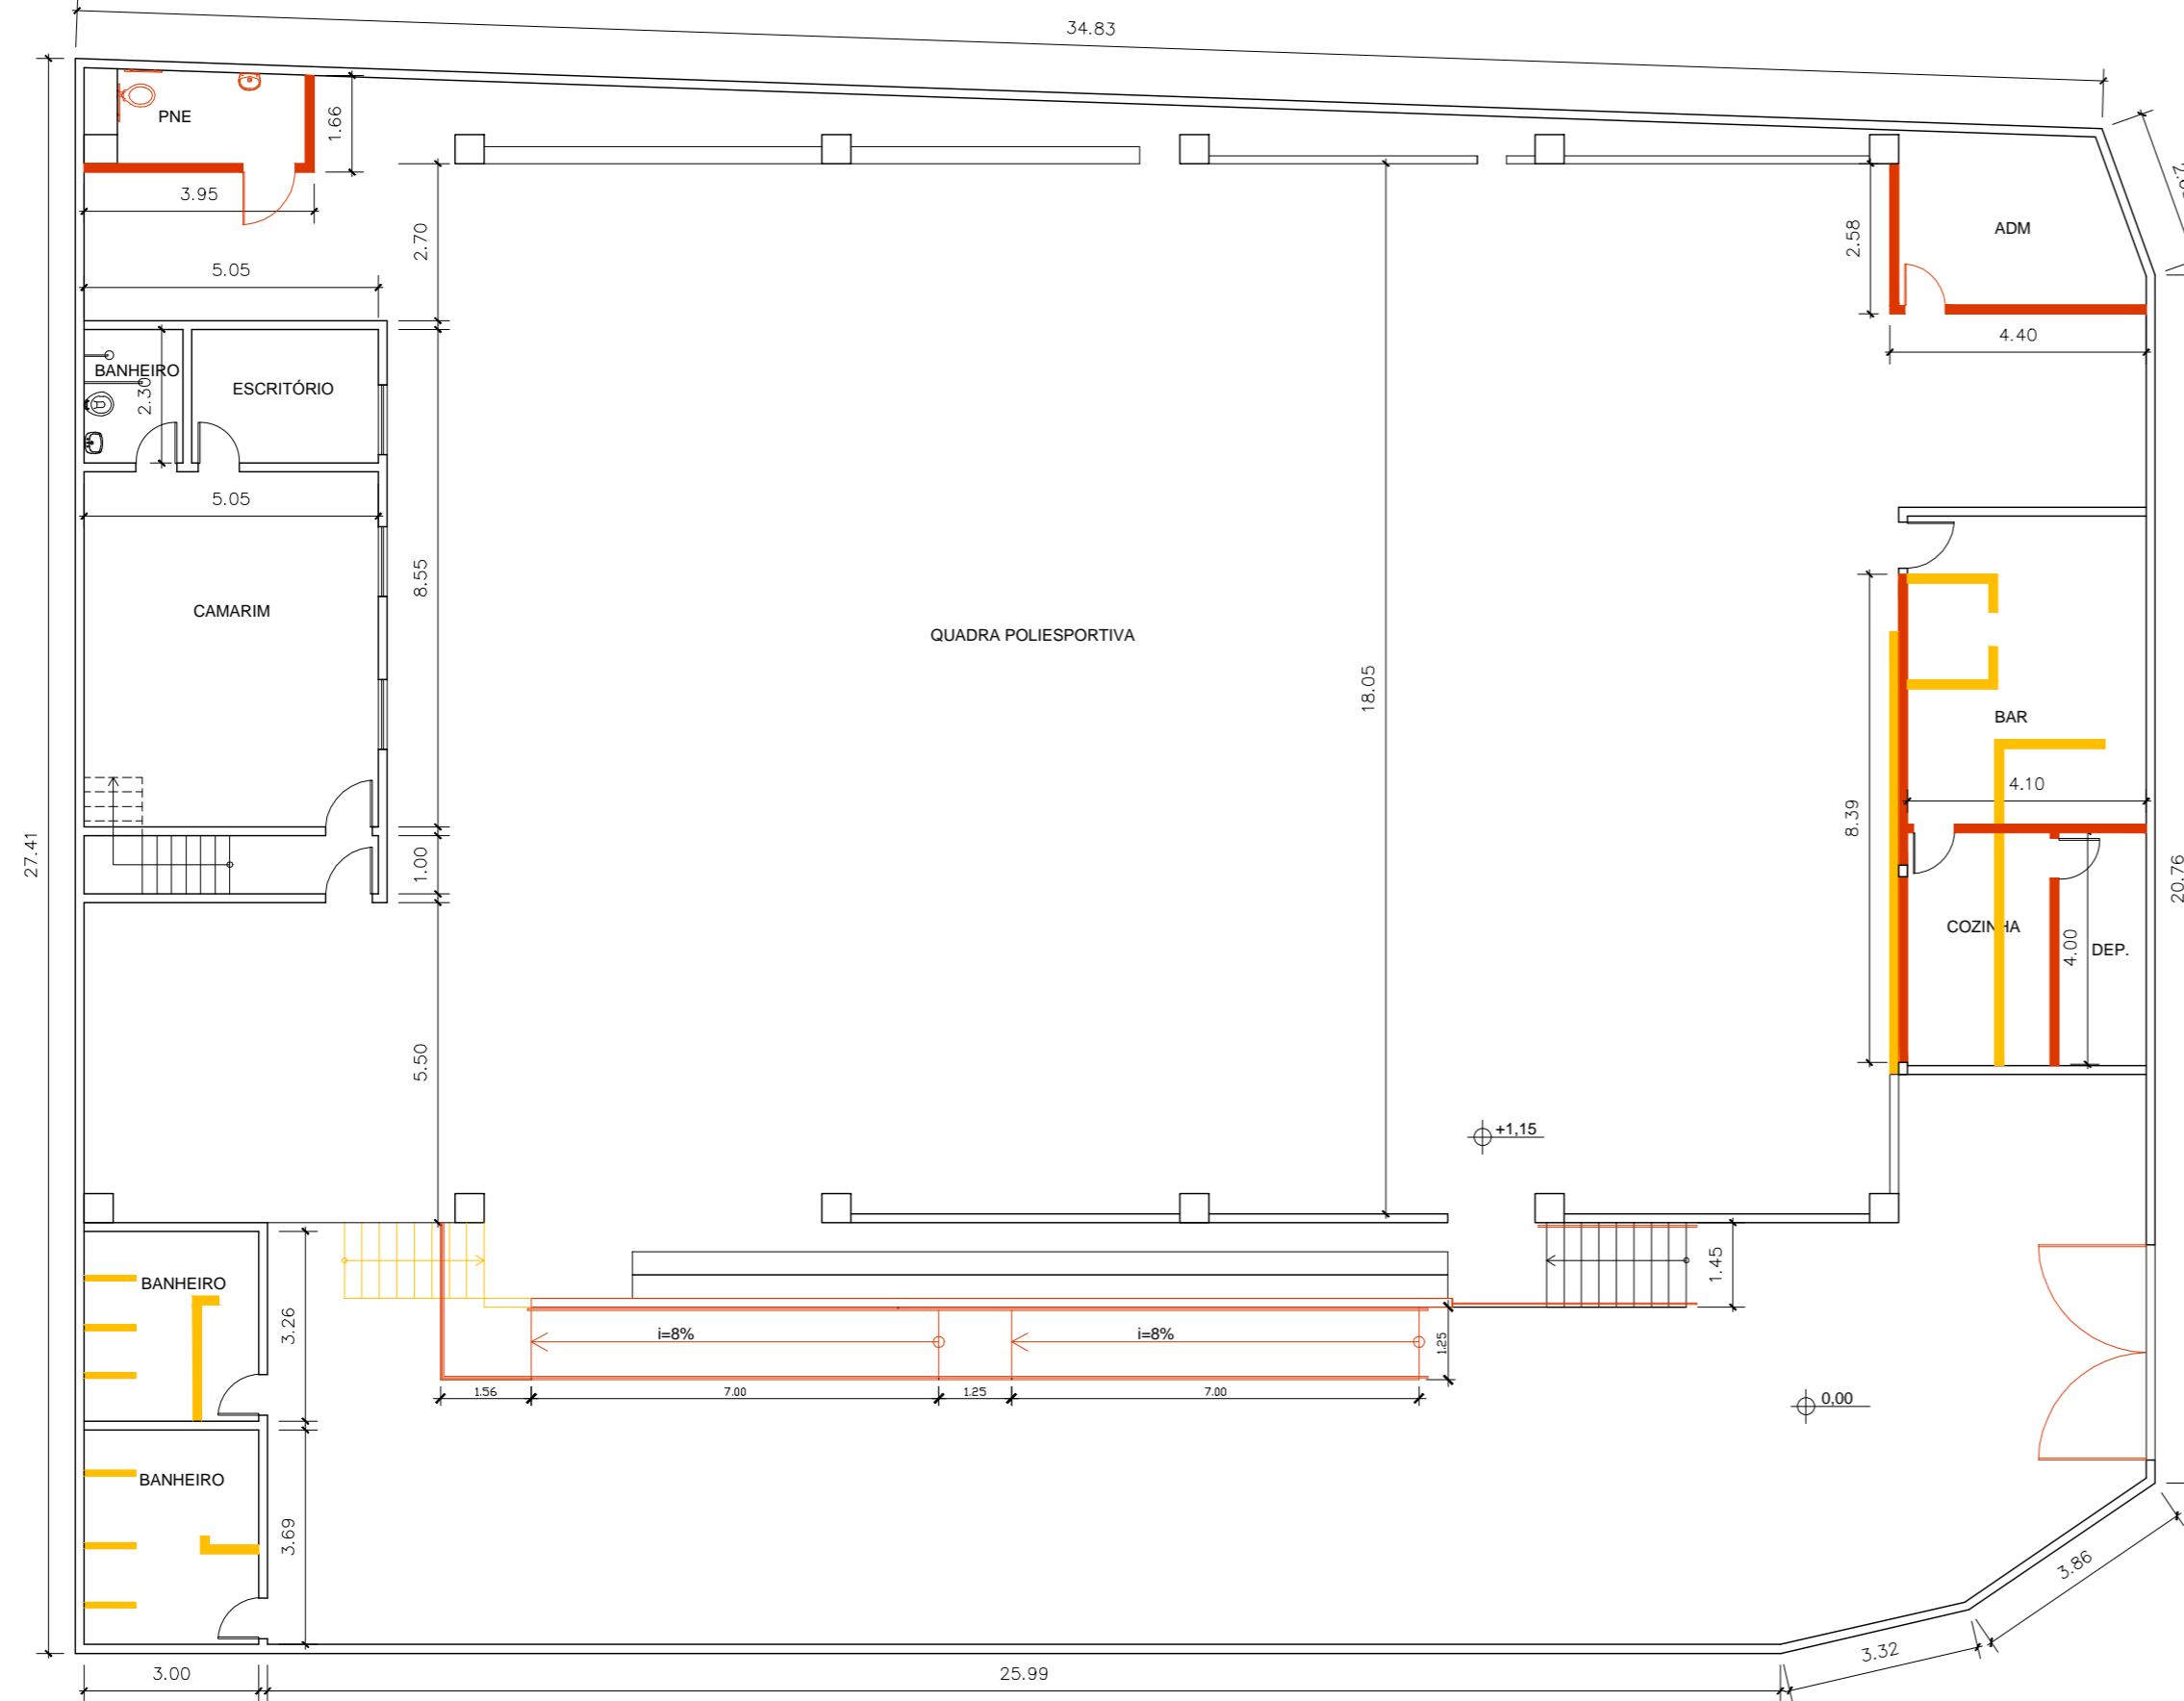 34.83
PNE
1.66
3.95
2.70
2.58
ADM
5.05
4.40
BANHEIRO
2.30
ESCRITÓRIO
5.05
8.55
CAMARIM
QUADRA POLIESPORTIVA
18.05
BAR
4.10
8.39
27.41
1.00
20.76
COZINHA
4.00
DEP.
5.50
+1,15
1.45
BANHEIRO
3.26
i=8%
i=8%
1.25
1.56
7.00
1.25
7.00
0,00
BANHEIRO
3.69
3.86
3.32
3.00
25.99